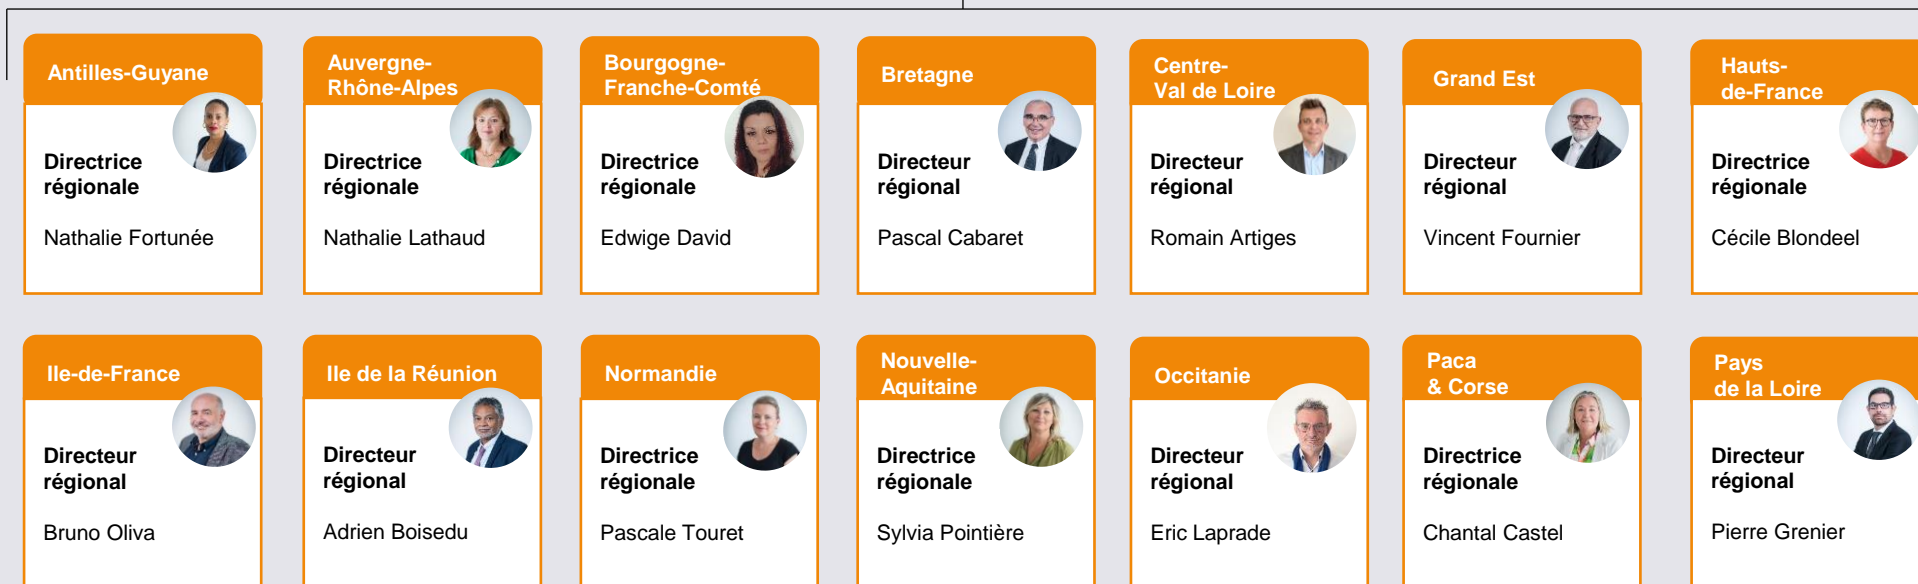 Antilles-Guyane
Directrice
régionale
Nathalie Fortunée
Auvergne-
Rhône-Alpes
Directrice
régionale
Nathalie Lathaud
Bourgogne-
Franche-Comté
Directrice
régionale
Edwige David
Bretagne
Directeur
régional
Pascal Cabaret
Centre-
Val de Loire
Directeur
régional
Romain Artiges
Grand Est
Directeur
régional
Vincent Fournier
Hauts-
de-France
Directrice
régionale
Cécile Blondeel
Ile-de-France
Directeur
régional
Bruno Oliva
Ile de la Réunion
Directeur
régional
Adrien Boisedu
Normandie
Directrice
régionale
Pascale Touret
Nouvelle-
Aquitaine
Directrice
régionale
Sylvia Pointière
Occitanie
Directeur
régional
Eric Laprade
Paca
& Corse
Directrice
régionale
Chantal Castel
Pays
de la Loire
Directeur
régional
Pierre Grenier